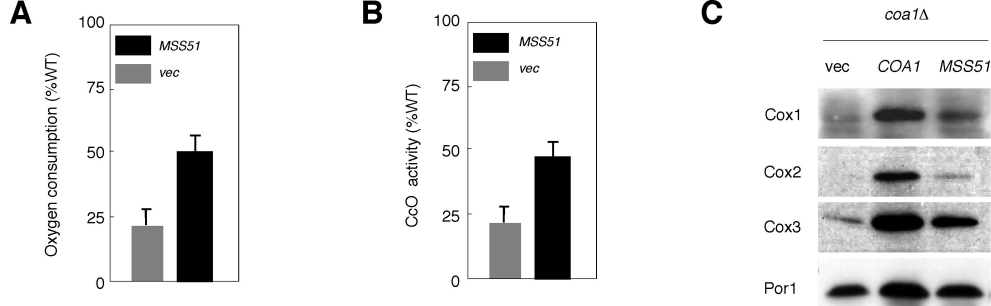 A
Oxygen consumption (%WT)
100
75
50
25
0
MSS51
vec
B
CcO activity (%WT)
100
75
50
25
0
MSS51
vec
C
coa1Δ
vec COA1 MSS51
Cox1
Cox2
Cox3
Por1